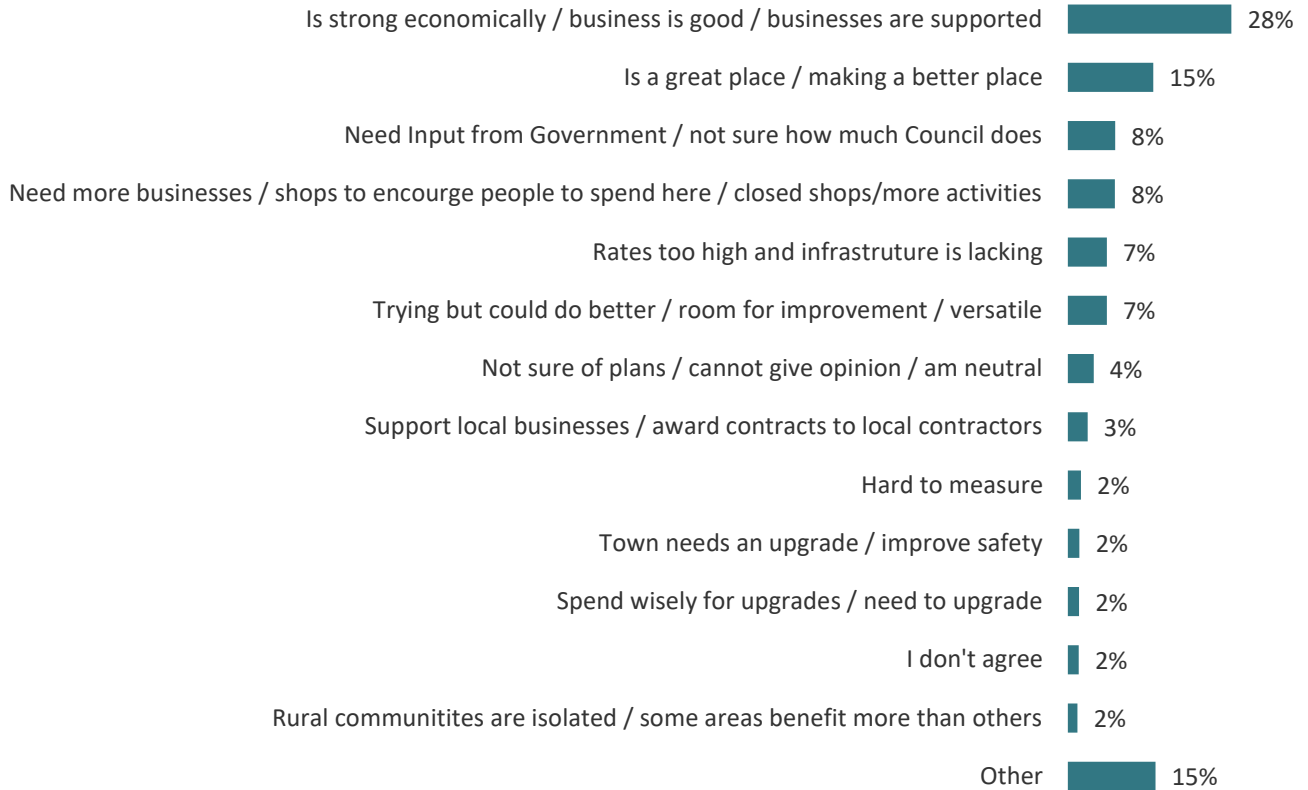 Is strong economically / business is good / businesses are supported 28%
Is a great place / making a better place 15%
Need Input from Government / not sure how much Council does 8%
Need more businesses / shops to encourge people to spend here / closed shops/more activities 8%
Rates too high and infrastruture is lacking 7%
Trying but could do better / room for improvement / versatile 7%
Not sure of plans / cannot give opinion / am neutral 4%
Support local businesses / award contracts to local contractors 3%
Hard to measure 2%
Town needs an upgrade / improve safety 2%
Spend wisely for upgrades / need to upgrade 2%
I don't agree 2%
Rural communitites are isolated / some areas benefit more than others 2%
Other 15%